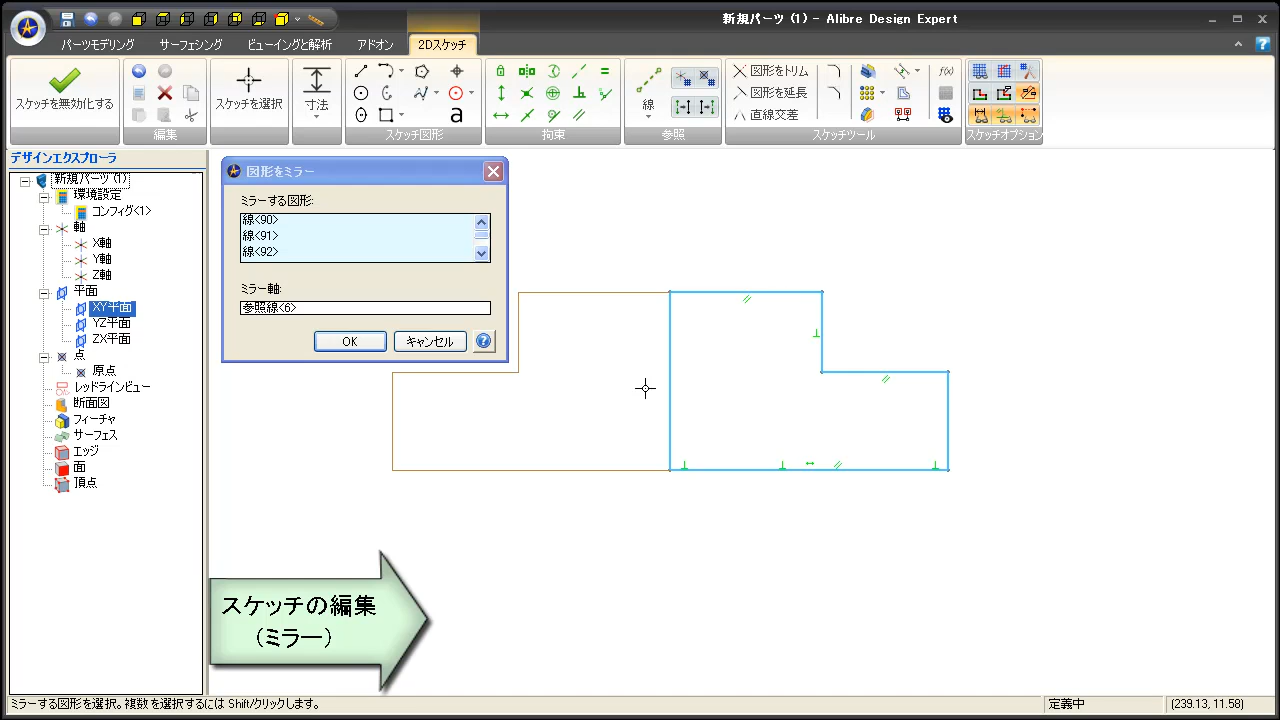 新規パーツ (1) - Alibre Design Expert
パーツモデリング サーフェシング ビューイングと解析 アドオン 2Dスケッチ
スケッチを無効化する
編集
スケッチを選択
寸法
スケッチ図形
拘束
線
参照
図形をトリム
図形を延長
直線交差
f(x)
スケッチツール
スケッチオプション
デザインエクスプローラ
新規パーツ (1)
環境設定
コンフィグ<1>
軸
X軸
Y軸
Z軸
平面
XY平面
YZ平面
ZX平面
点
原点
レッドラインビュー
断面図
フィーチャ
サーフェス
エッジ
面
頂点
図形をミラー
ミラーする図形:
線<90>
線<91>
線<92>
ミラー軸:
参照線<6>
OK キャンセル
スケッチの編集
(ミラー)
ミラーする図形を選択。複数を選択するには Shift/クリックします。
定義中
(239.13, 11.58)